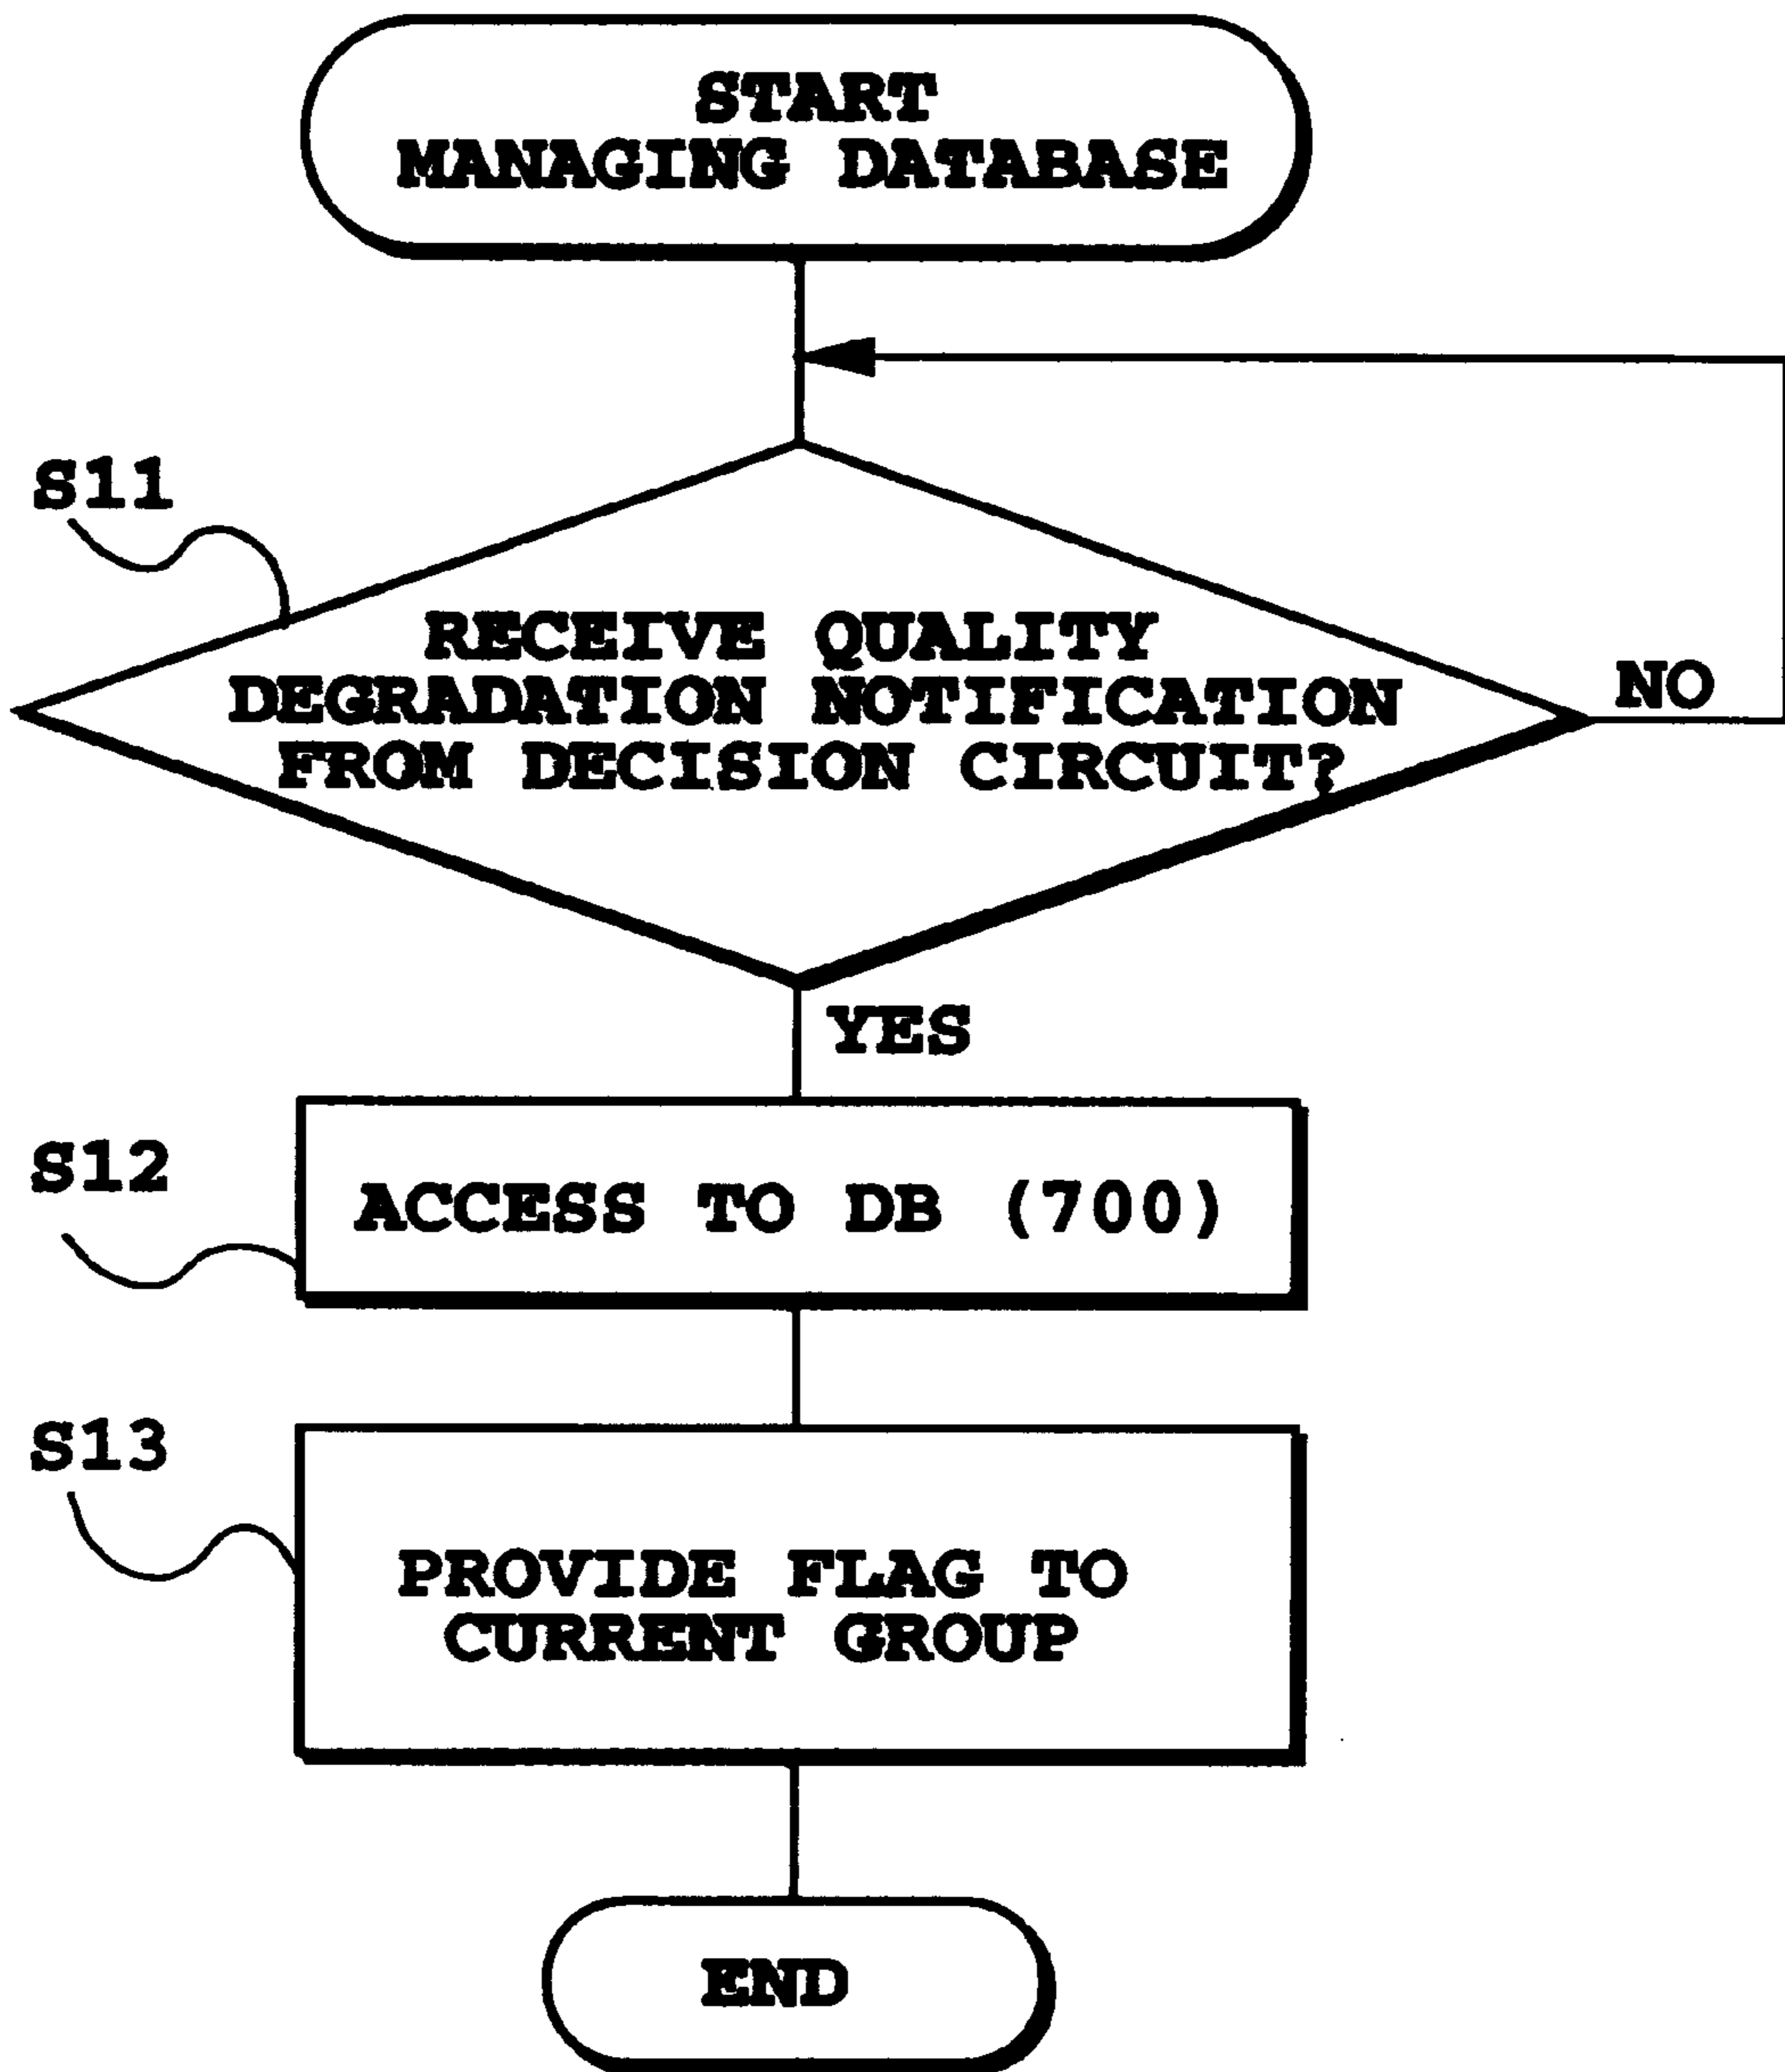 START
MANAGING DATABASE
S11
RECEIVE QUALITY
DEGRADATION NOTIFICATION
FROM DECISION CIRCUIT?
NO
YES
S12
ACCESS TO DB (700)
S13
PROVIDE FLAG TO
CURRENT GROUP
END